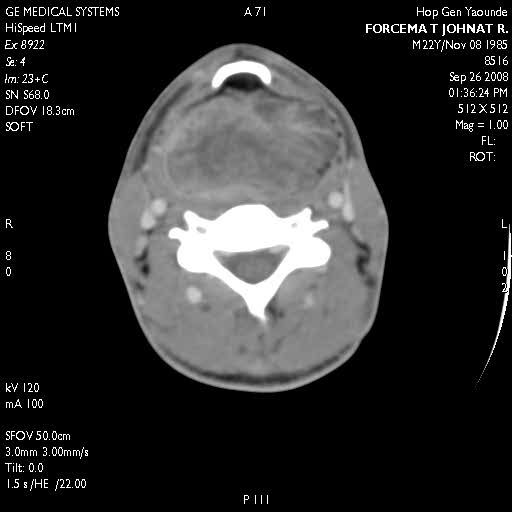 GE MEDICAL SYSTEMS
HiSpeed LTM1
Ex: 8922
Se: 4
Im: 23+C
SN S68.0
DFOV 18.3cm
SOFT
A 71
Hop Gen Yaounde
FORCEMA T JOHNAT R.
M22Y/Nov 08 1985
8516
Sep 26 2008
01:36:24 PM
512 X 512
Mag = 1.00
FL:
ROT:
R
8
0
L
1
0
2
kV 120
mA 100
SFOV 50.0cm
3.0mm 3.00mm/s
Tilt: 0.0
1.5 s/HE /22.00
P 111